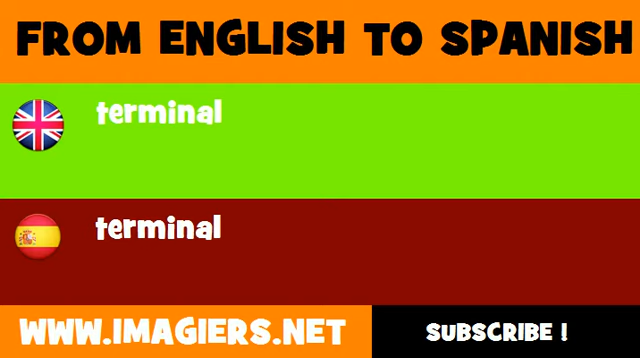 FROM ENGLISH TO SPANISH
terminal
terminal
WWW.IMAGIERS.NET
SUBSCRIBE !